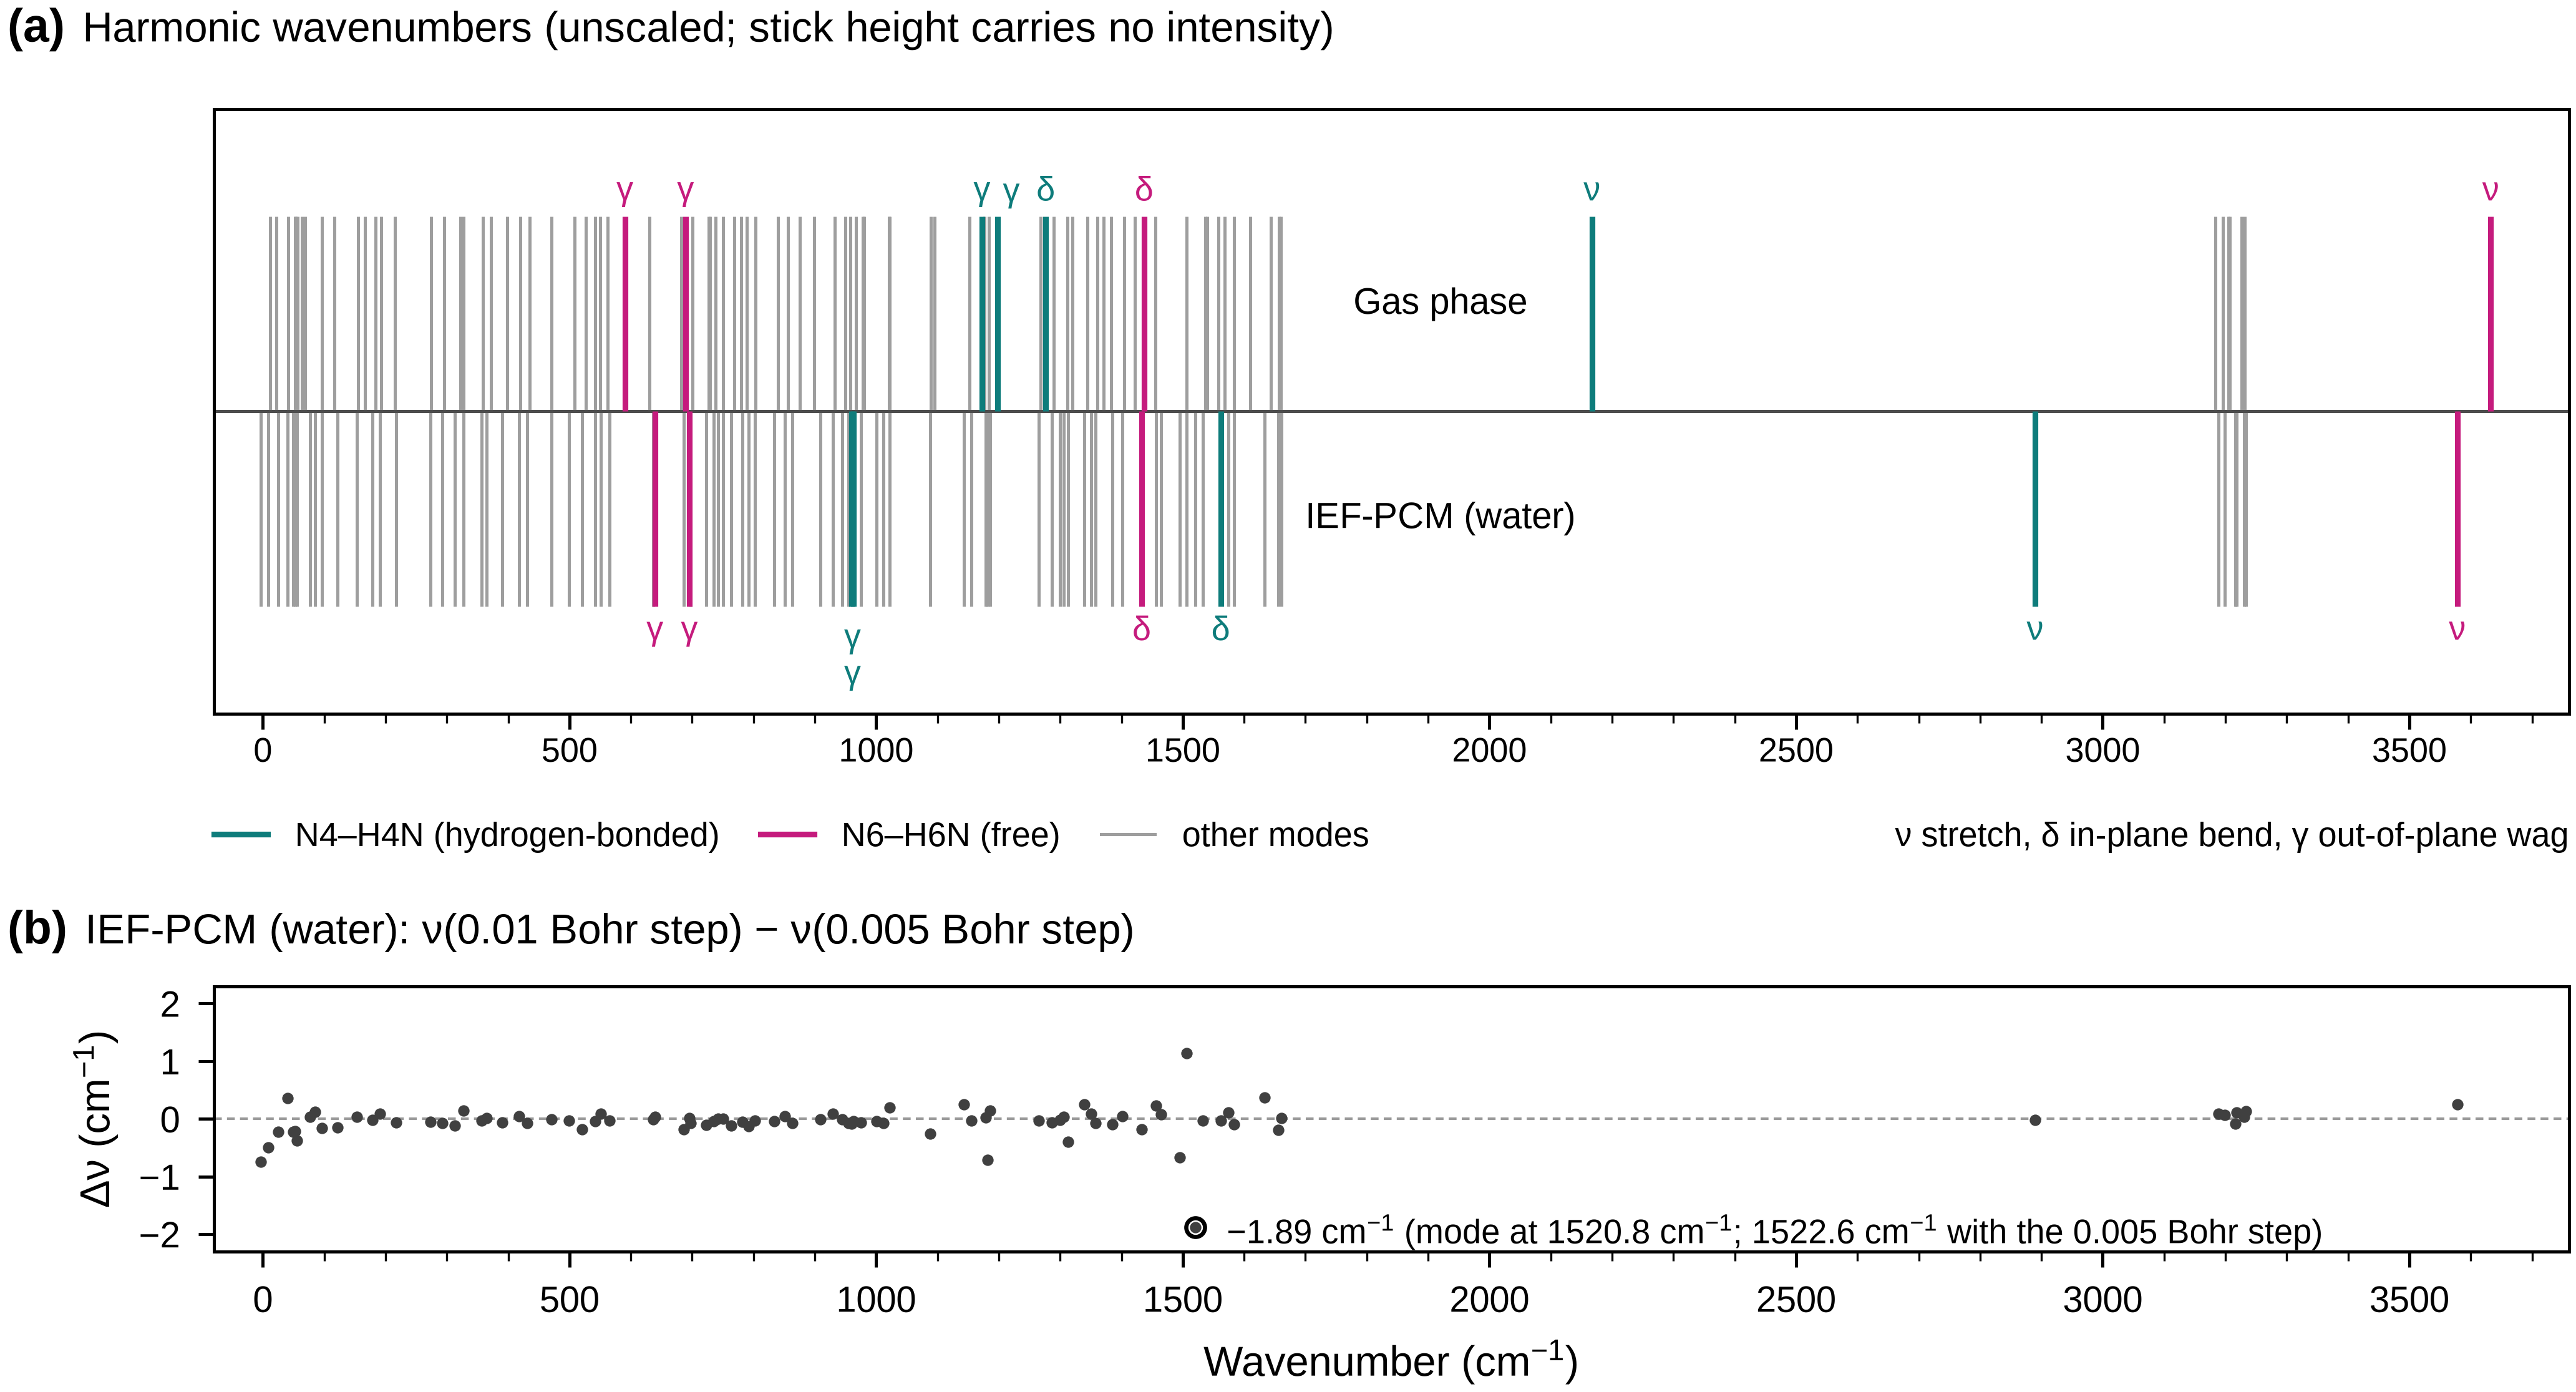 (a) Harmonic wavenumbers (unscaled; stick height carries no intensity)
γ γ γ γ δ δ ν ν
Gas phase
IEF-PCM (water)
γ γ γ δ δ ν ν
γ
0 500 1000 1500 2000 2500 3000 3500
N4–H4N (hydrogen-bonded) N6–H6N (free) other modes ν stretch, δ in-plane bend, γ out-of-plane wag
(b) IEF-PCM (water): ν(0.01 Bohr step) − ν(0.005 Bohr step)
2
1
0
−1
−2
Δν (cm⁻¹)
−1.89 cm⁻¹ (mode at 1520.8 cm⁻¹; 1522.6 cm⁻¹ with the 0.005 Bohr step)
0 500 1000 1500 2000 2500 3000 3500
Wavenumber (cm⁻¹)